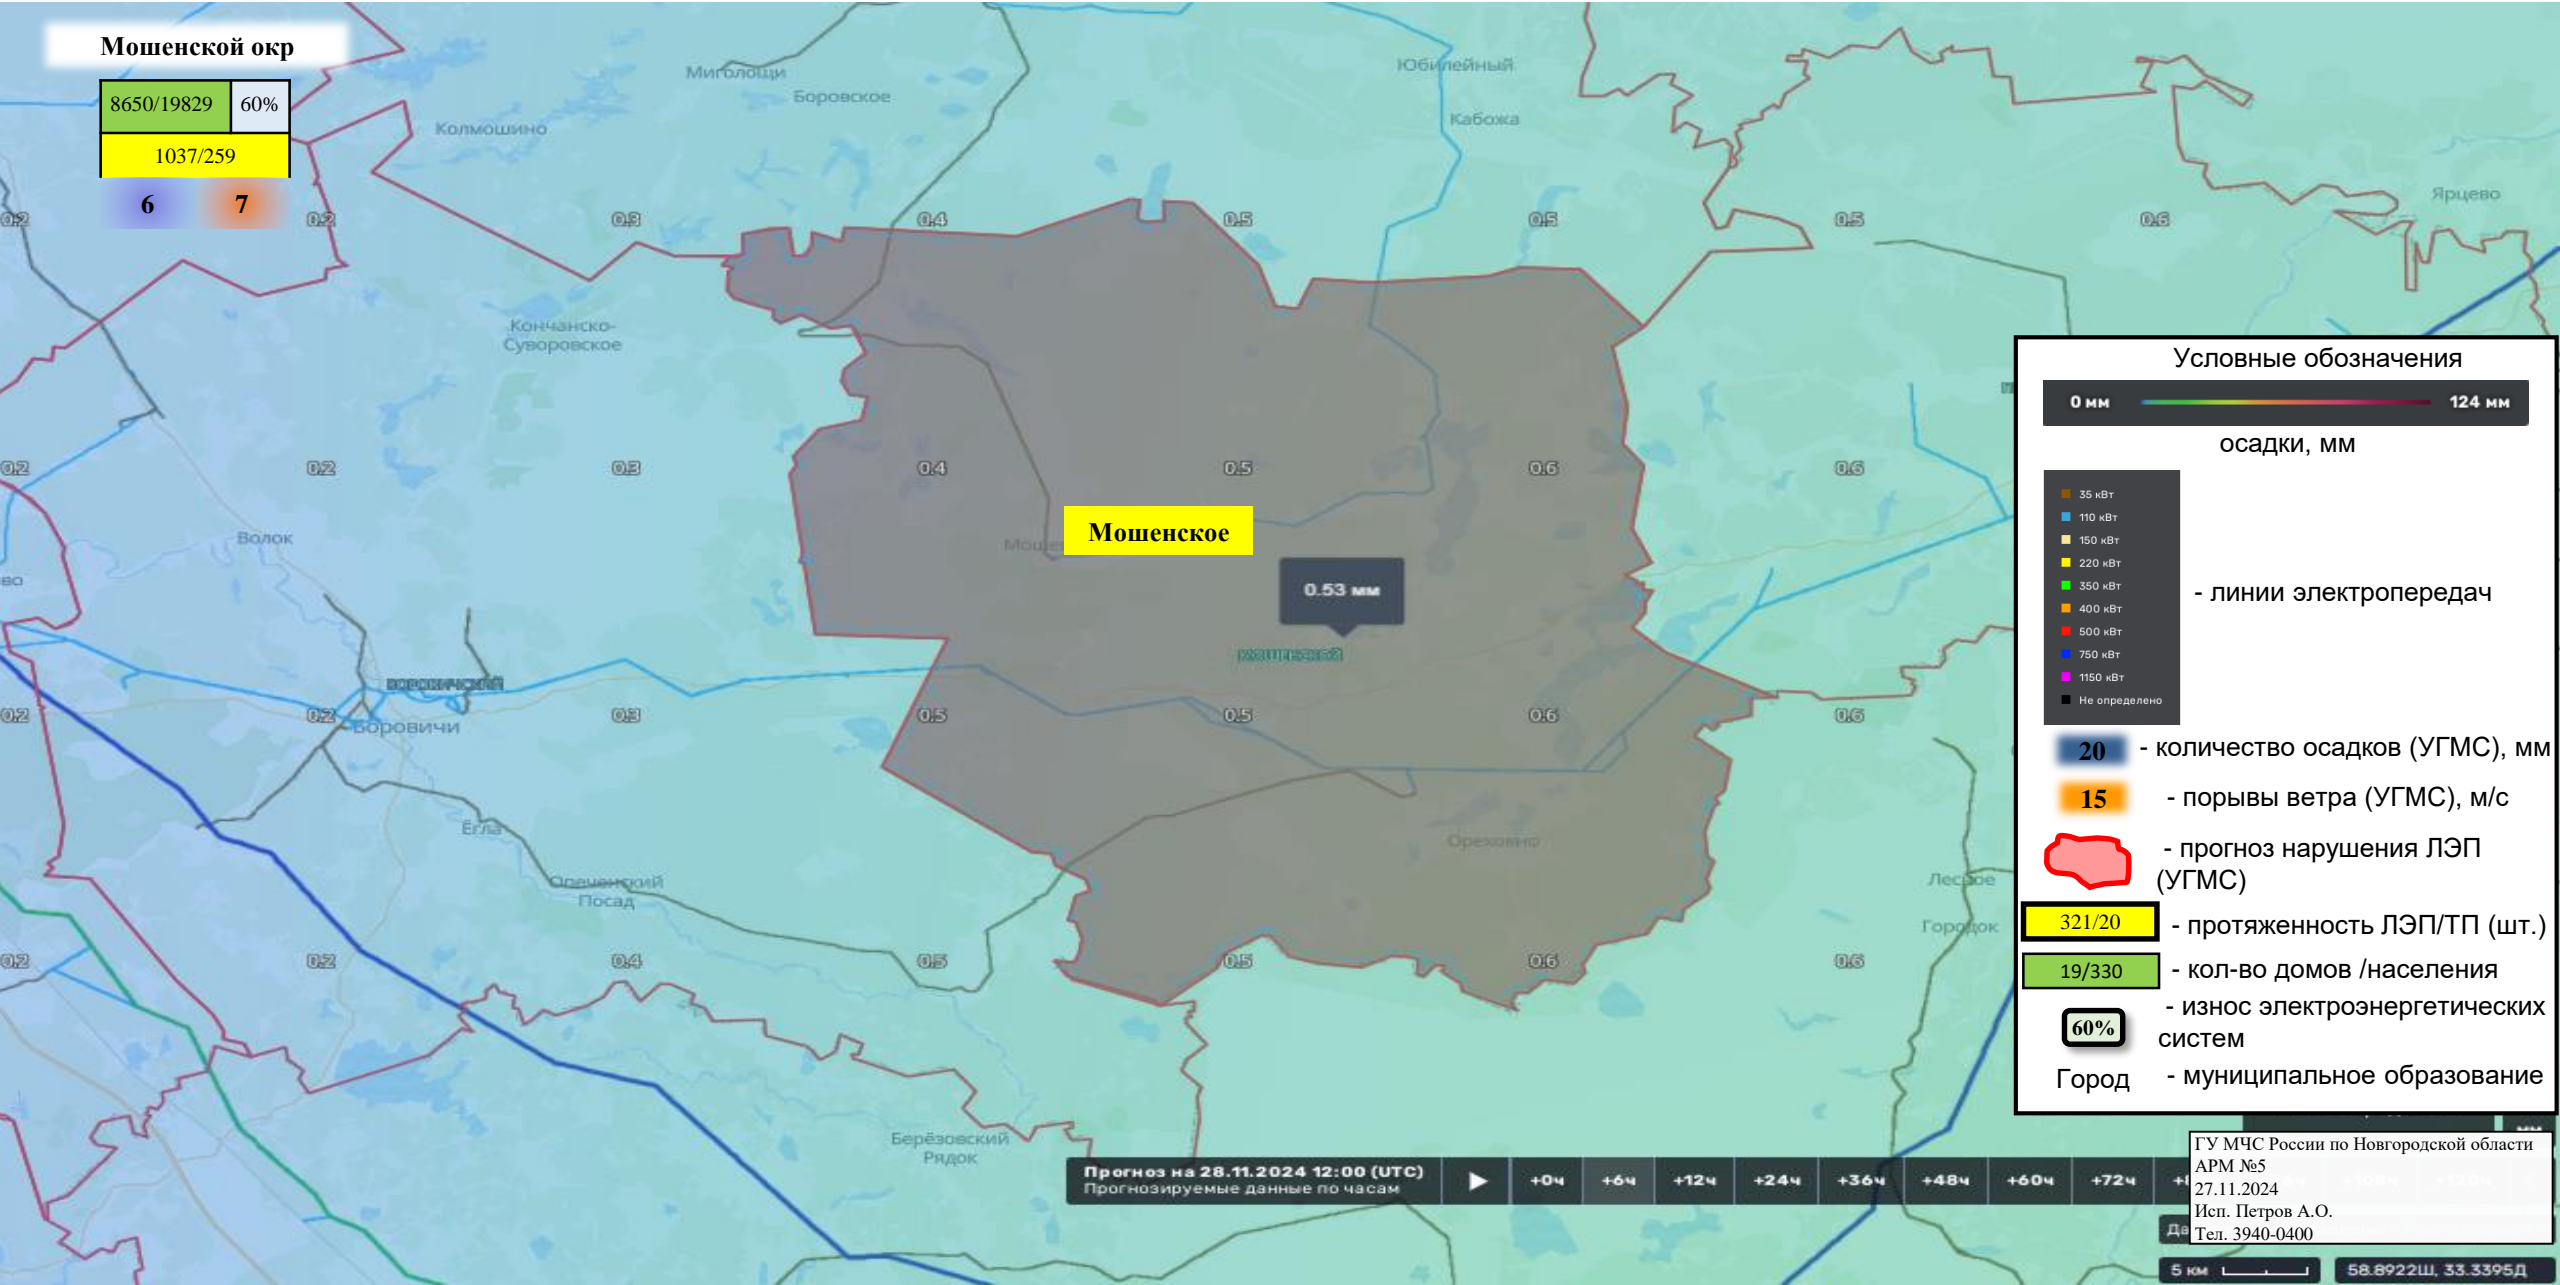 Мошенской окр
8650/19829 60%
1037/259
6 7
Миголощи
Боровское
Колмошино
Юбилейный
Кабожа
Ярцево
0.2 0.2 0.3 0.4 0.5 0.5 0.5 0.6
Кончанско-
Суворовское
0.2 0.2 0.3 0.4 0.5 0.6 0.6
Волок
Мошенское
0.53 мм
мошенской
боровичский
0.2 0.2 0.3 0.5 0.5 0.6 0.6
Боровичи
Ёгла
Ореховно
Опеченский
Посад
Лесное
Городок
0.2 0.2 0.4 0.5 0.5 0.6 0.6
Берёзовский
Рядок
Условные обозначения
0 мм 124 мм
осадки, мм
35 кВт
110 кВт
150 кВт
220 кВт
350 кВт
400 кВт
500 кВт
750 кВт
1150 кВт
Не определено
- линии электропередач
20 - количество осадков (УГМС), мм
15 - порывы ветра (УГМС), м/с
- прогноз нарушения ЛЭП
(УГМС)
321/20 - протяженность ЛЭП/ТП (шт.)
19/330 - кол-во домов /населения
60% - износ электроэнергетических
систем
Город - муниципальное образование
Прогноз на 28.11.2024 12:00 (UTC)
Прогнозируемые данные по часам
+0ч +6ч +12ч +24ч +36ч +48ч +60ч +72ч
ГУ МЧС России по Новгородской области
АРМ №5
27.11.2024
Исп. Петров А.О.
Тел. 3940-0400
5 км
58.8922Ш, 33.3395Д